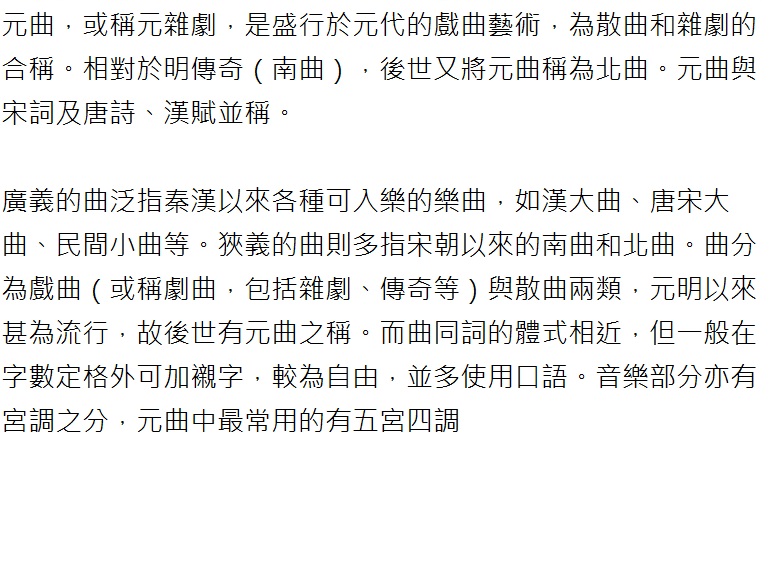 元曲，或稱元雜劇，是盛行於元代的戲曲藝術，為散曲和雜劇的
合稱。相對於明傳奇（南曲），後世又將元曲稱為北曲。元曲與
宋詞及唐詩、漢賦並稱。
廣義的曲泛指秦漢以來各種可入樂的樂曲，如漢大曲、唐宋大
曲、民間小曲等。狹義的曲則多指宋朝以來的南曲和北曲。曲分
為戲曲（或稱劇曲，包括雜劇、傳奇等）與散曲兩類，元明以來
甚為流行，故後世有元曲之稱。而曲同詞的體式相近，但一般在
字數定格外可加襯字，較為自由，並多使用口語。音樂部分亦有
宮調之分，元曲中最常用的有五宮四調